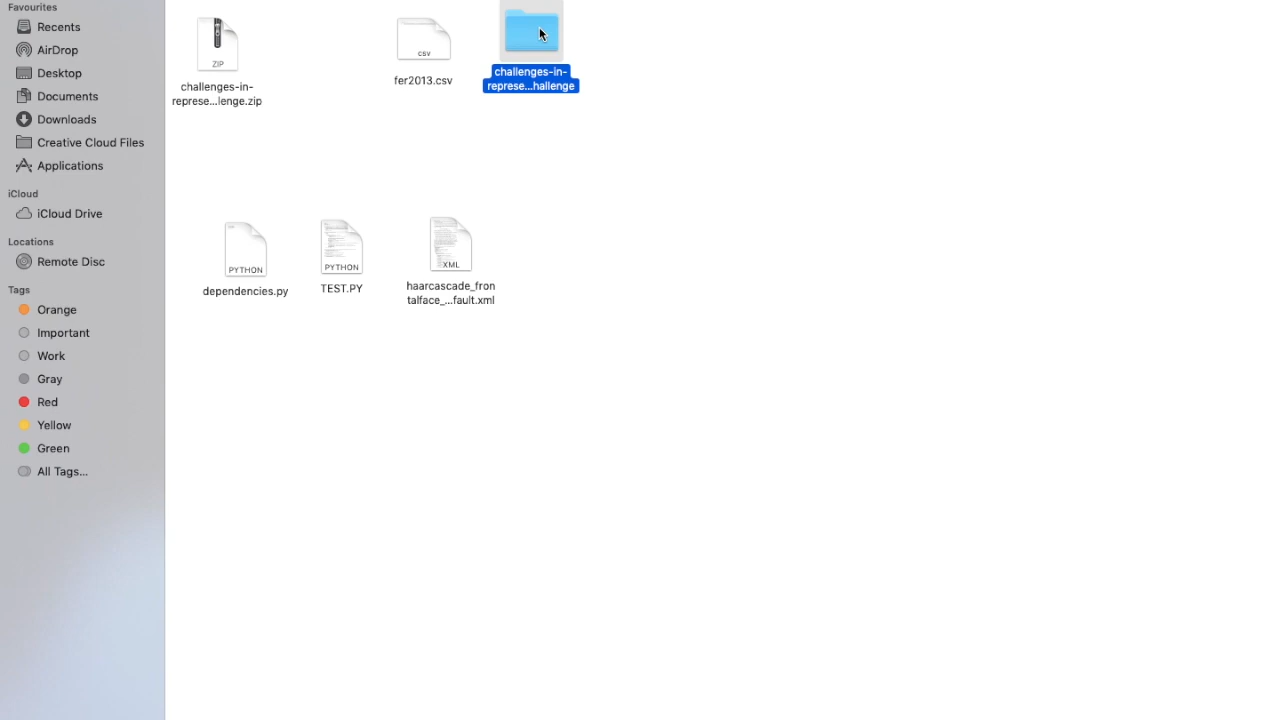 Favourites
Recents
AirDrop
Desktop
Documents
Downloads
Creative Cloud Files
Applications
iCloud
iCloud Drive
Locations
Remote Disc
Tags
Orange
Important
Work
Gray
Red
Yellow
Green
All Tags...
ZIP
challenges-in-
represe...lenge.zip
CSV
fer2013.csv
challenges-in-
represe...hallenge
PYTHON
dependencies.py
PYTHON
TEST.PY
XML
haarcascade_fron
talface_...fault.xml